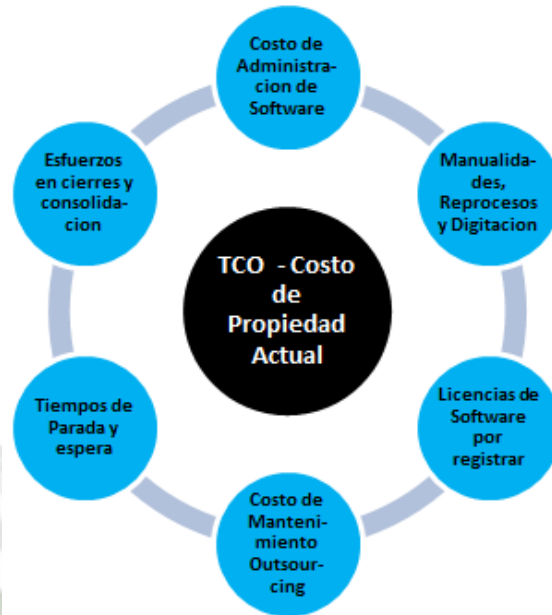 Costo de
Administra-
cion de
Software
Manualida-
des,
Reprocesos
y Digitacion
Licencias de
Software
por
registrar
Costo de
Manteni-
miento
Outsour-
cing
Tiempos de
Parada y
espera
Esfuerzos
en cierres y
consolida-
cion
TCO - Costo
de
Propiedad
Actual